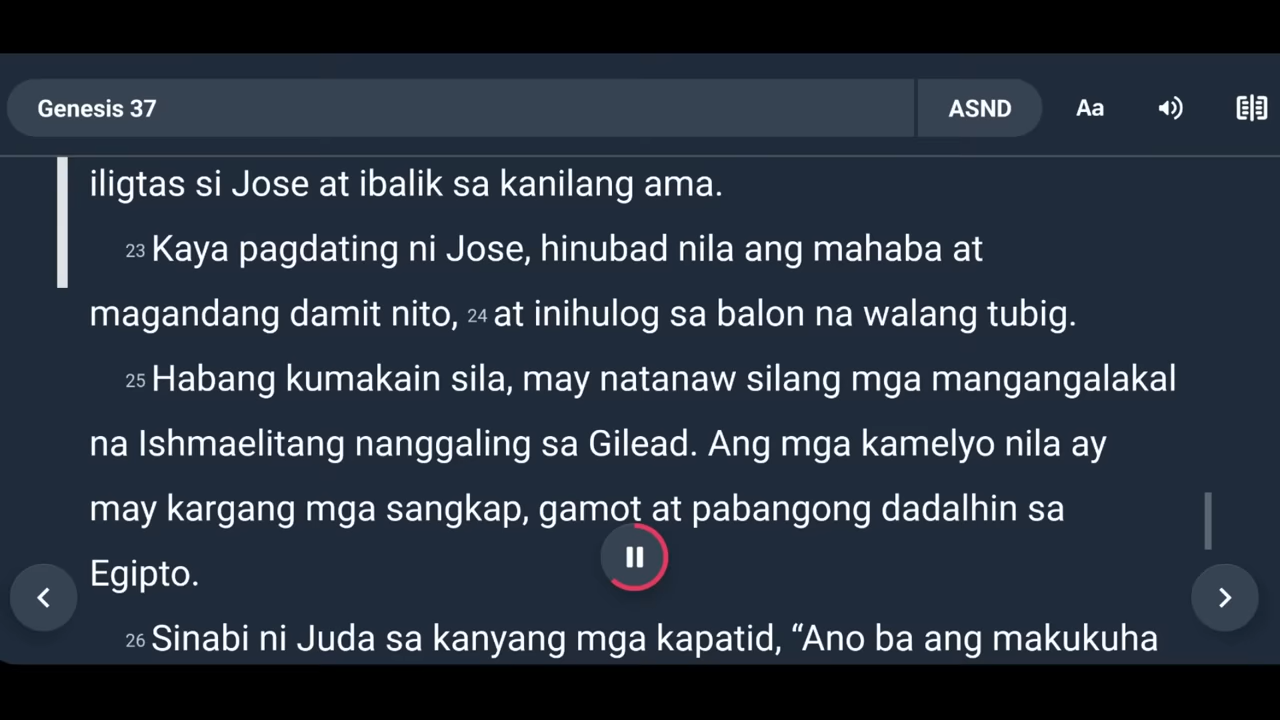 Genesis 37 ASND Aa
iligtas si Jose at ibalik sa kanilang ama.
23 Kaya pagdating ni Jose, hinubad nila ang mahaba at
magandang damit nito, 24 at inihulog sa balon na walang tubig.
25 Habang kumakain sila, may natanaw silang mga mangangalakal
na Ishmaelitang nanggaling sa Gilead. Ang mga kamelyo nila ay
may kargang mga sangkap, gamot at pabangong dadalhin sa
Egipto.
26 Sinabi ni Juda sa kanyang mga kapatid, “Ano ba ang makukuha